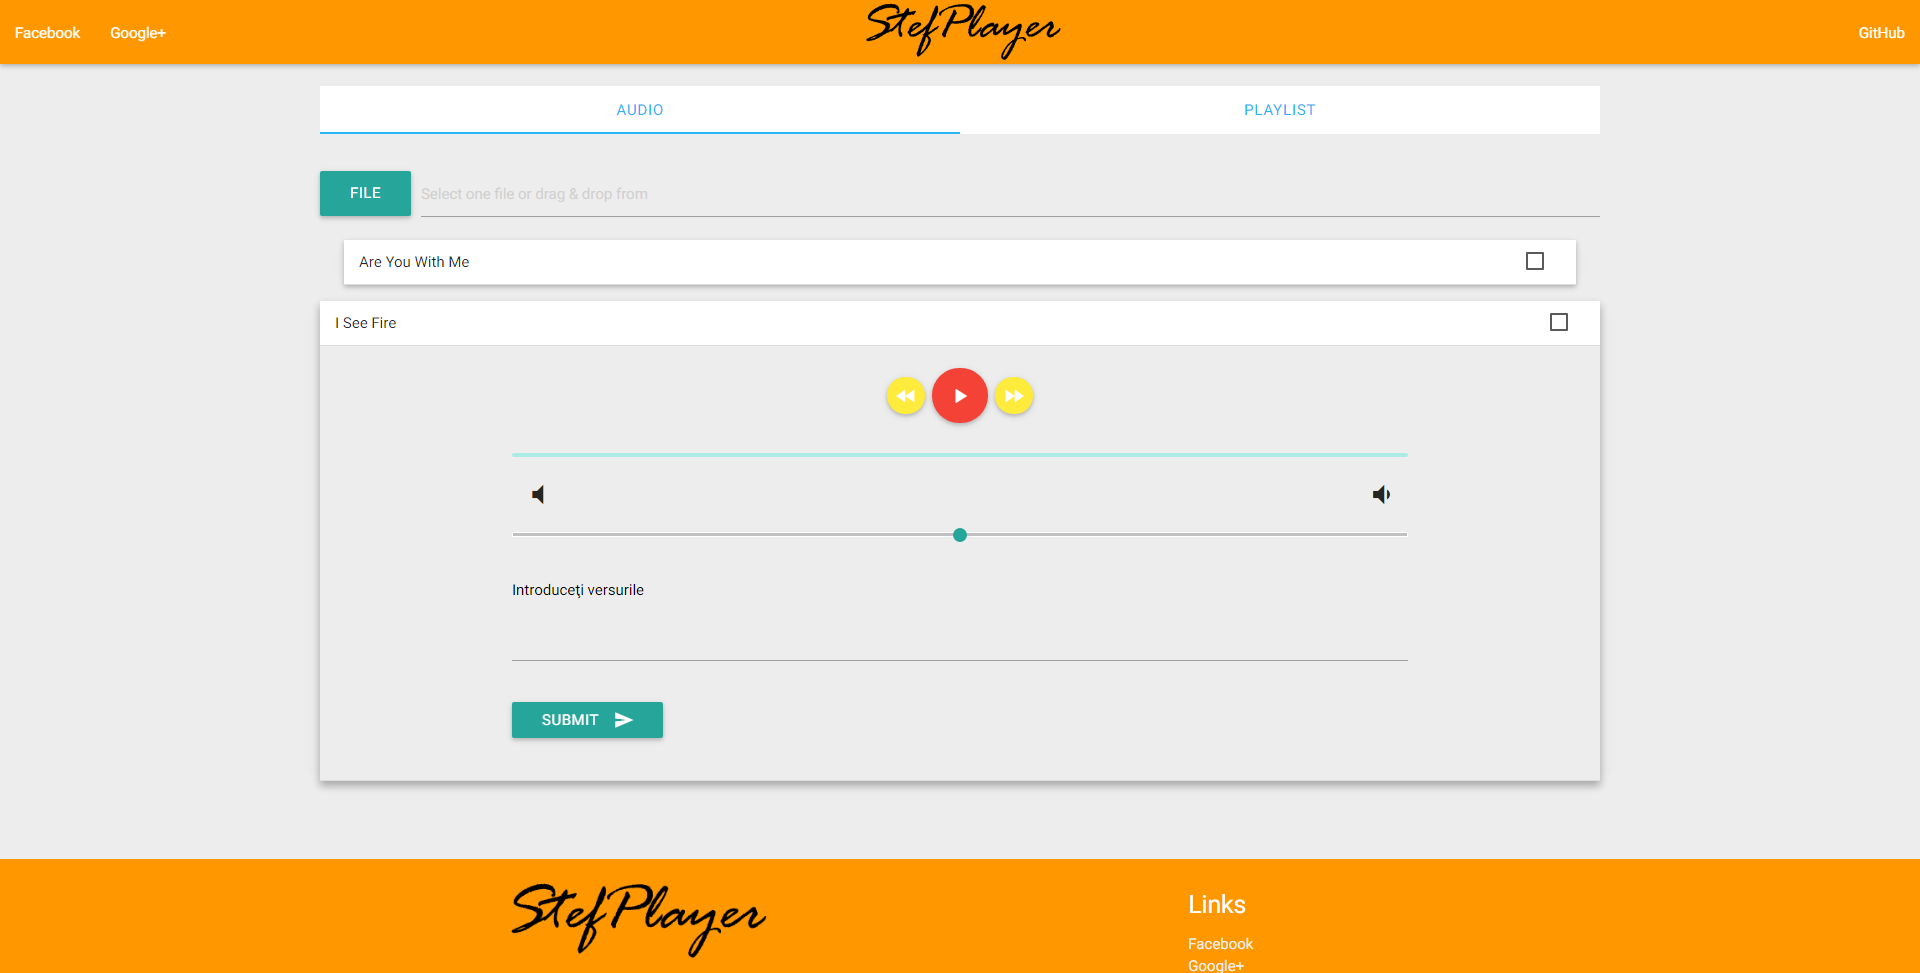 Facebook Google+ StefPlayer GitHub
AUDIO PLAYLIST
FILE Select one file or drag & drop from
Are You With Me
I See Fire
Introduceţi versurile
SUBMIT
StefPlayer
Links
Facebook
Google+